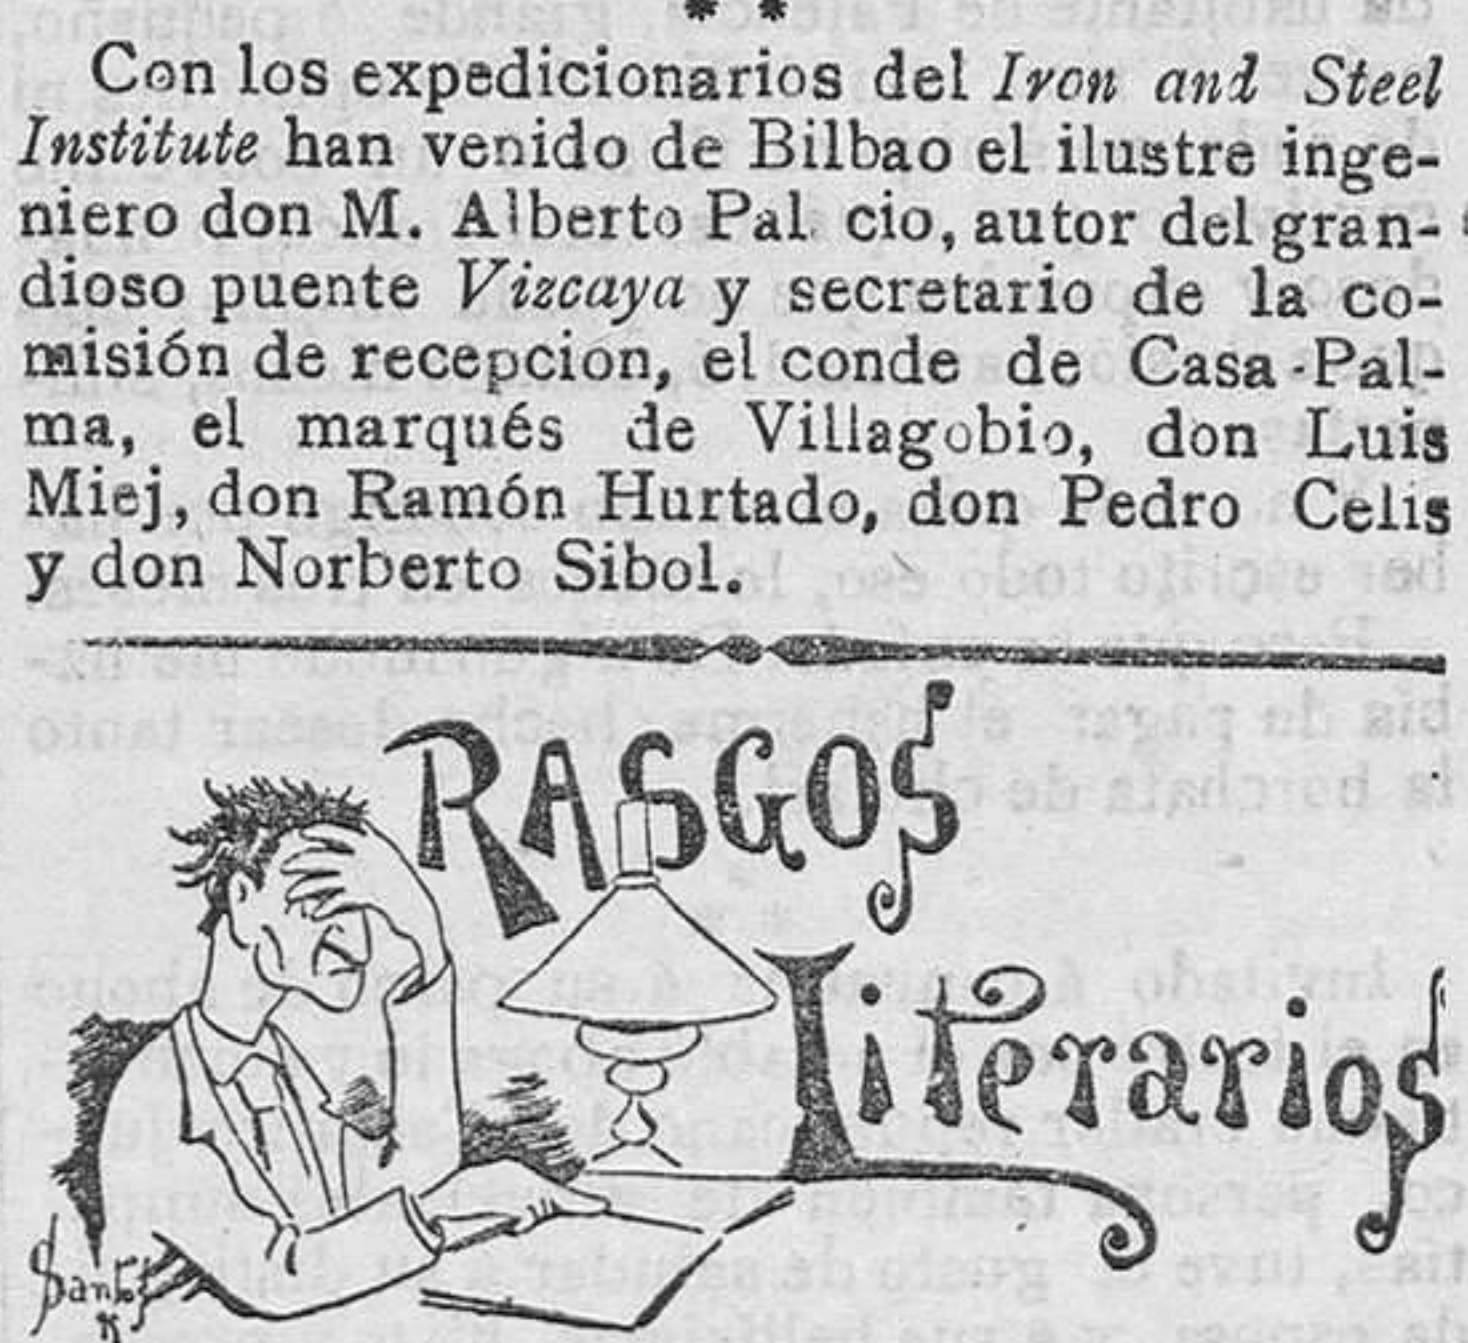 * *
Con los expedicionarios del Iron and Steel
Institute han venido de Bilbao el ilustre inge-
niero don M. Alberto Pal cio, autor del gran-
dioso puente Vizcaya y secretario de la co-
misión de recepción, el conde de Casa-Pal-
ma, el marqués de Villagobio, don Luis
Miej, don Ramón Hurtado, don Pedro Celis
y don Norberto Sibol.
RASGOS
Literarios
Santos